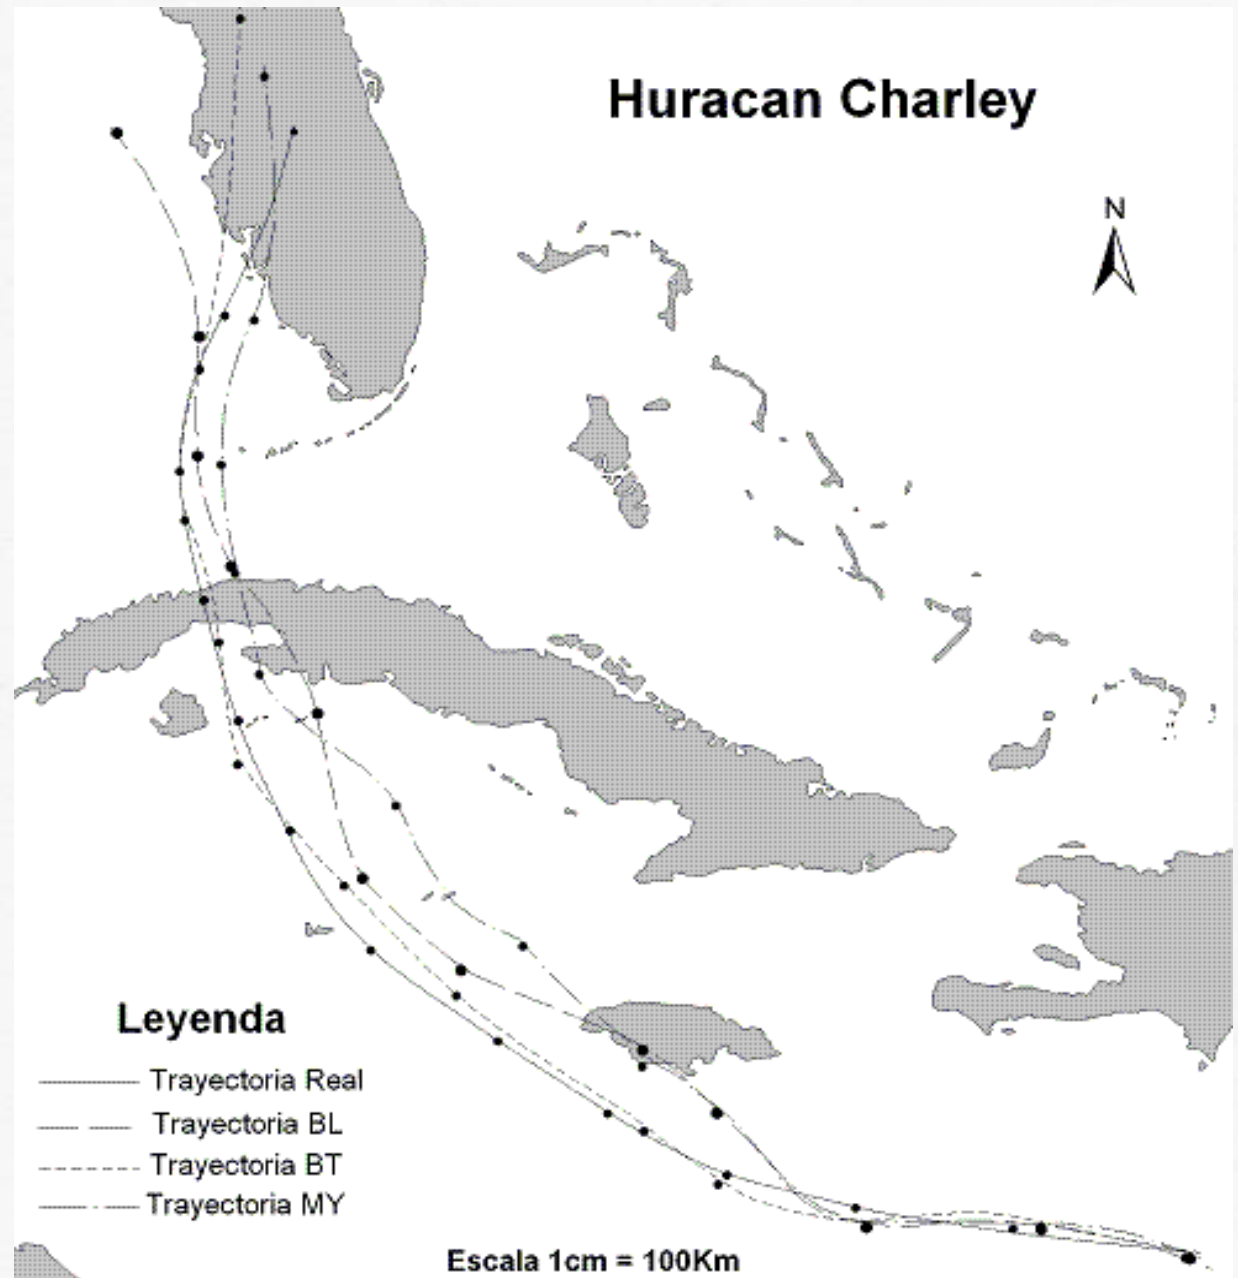 Huracan Charley
N
Leyenda
Trayectoria Real
Trayectoria BL
Trayectoria BT
Trayectoria MY
Escala 1cm = 100Km